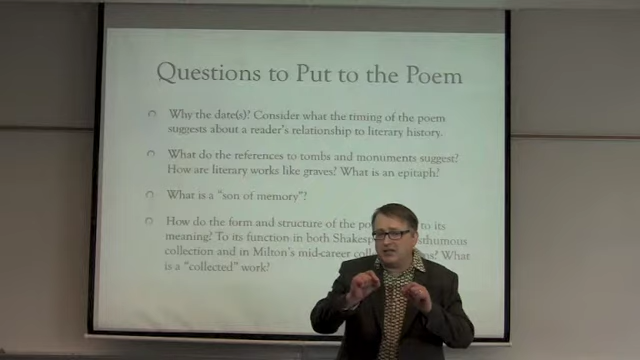 Questions to Put to the Poem
Why the date(s)? Consider what the timing of the poem
suggests about a reader's relationship to literary history.
What do the references to tombs and monuments suggest?
How are literary works like graves? What is an epitaph?
What is a "son of memory"?
How do the form and structure of the to its
meaning? To its function in both
collection and in Milton's mid-career What
is a "collected" work?